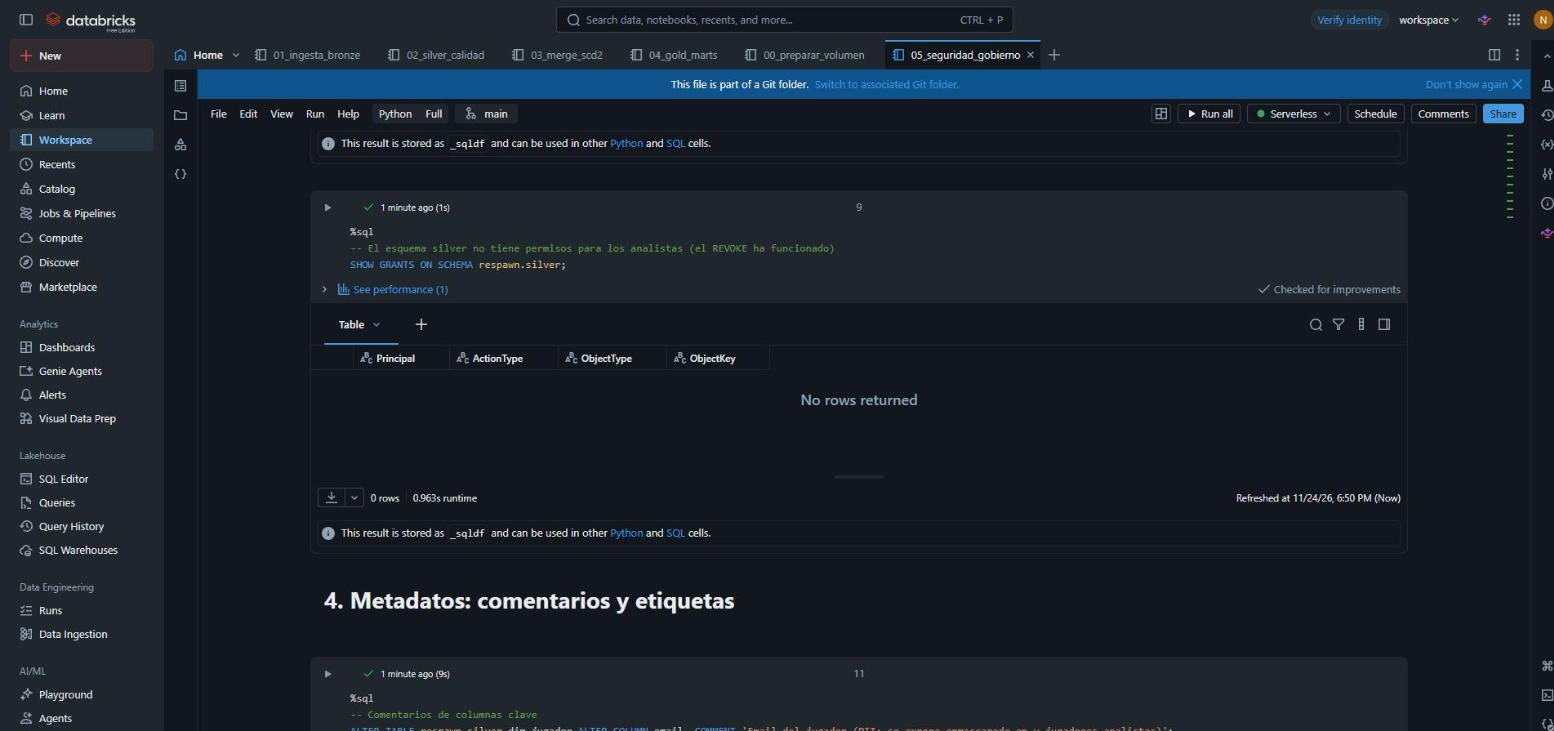 databricks
Free Edition
Search data, notebooks, recents, and more...
CTRL + P
Verify identity
workspace
N
New
Home
01_ingesta_bronze
02_silver_calidad
03_merge_scd2
04_gold_marts
00_preparar_volumen
05_seguridad_gobierno
This file is part of a Git folder. Switch to associated Git folder.
Don't show again
Home
Learn
Workspace
Recents
Catalog
Jobs & Pipelines
Compute
Discover
Marketplace
Analytics
Dashboards
Genie Agents
Alerts
Visual Data Prep
Lakehouse
SQL Editor
Queries
Query History
SQL Warehouses
Data Engineering
Runs
Data Ingestion
AI/ML
Playground
Agents
File Edit View Run Help Python Full main
Run all
Serverless
Schedule
Comments
Share
This result is stored as _sqldf and can be used in other Python and SQL cells.
1 minute ago (1s)
9
%sql
-- El esquema silver no tiene permisos para los analistas (el REVOKE ha funcionado)
SHOW GRANTS ON SCHEMA respawn.silver;
See performance (1)
Checked for improvements
Table
Principal ActionType ObjectType ObjectKey
No rows returned
0 rows 0.963s runtime
Refreshed at 11/24/26, 6:50 PM (Now)
This result is stored as _sqldf and can be used in other Python and SQL cells.
4. Metadatos: comentarios y etiquetas
1 minute ago (9s)
11
%sql
-- Comentarios de columnas clave